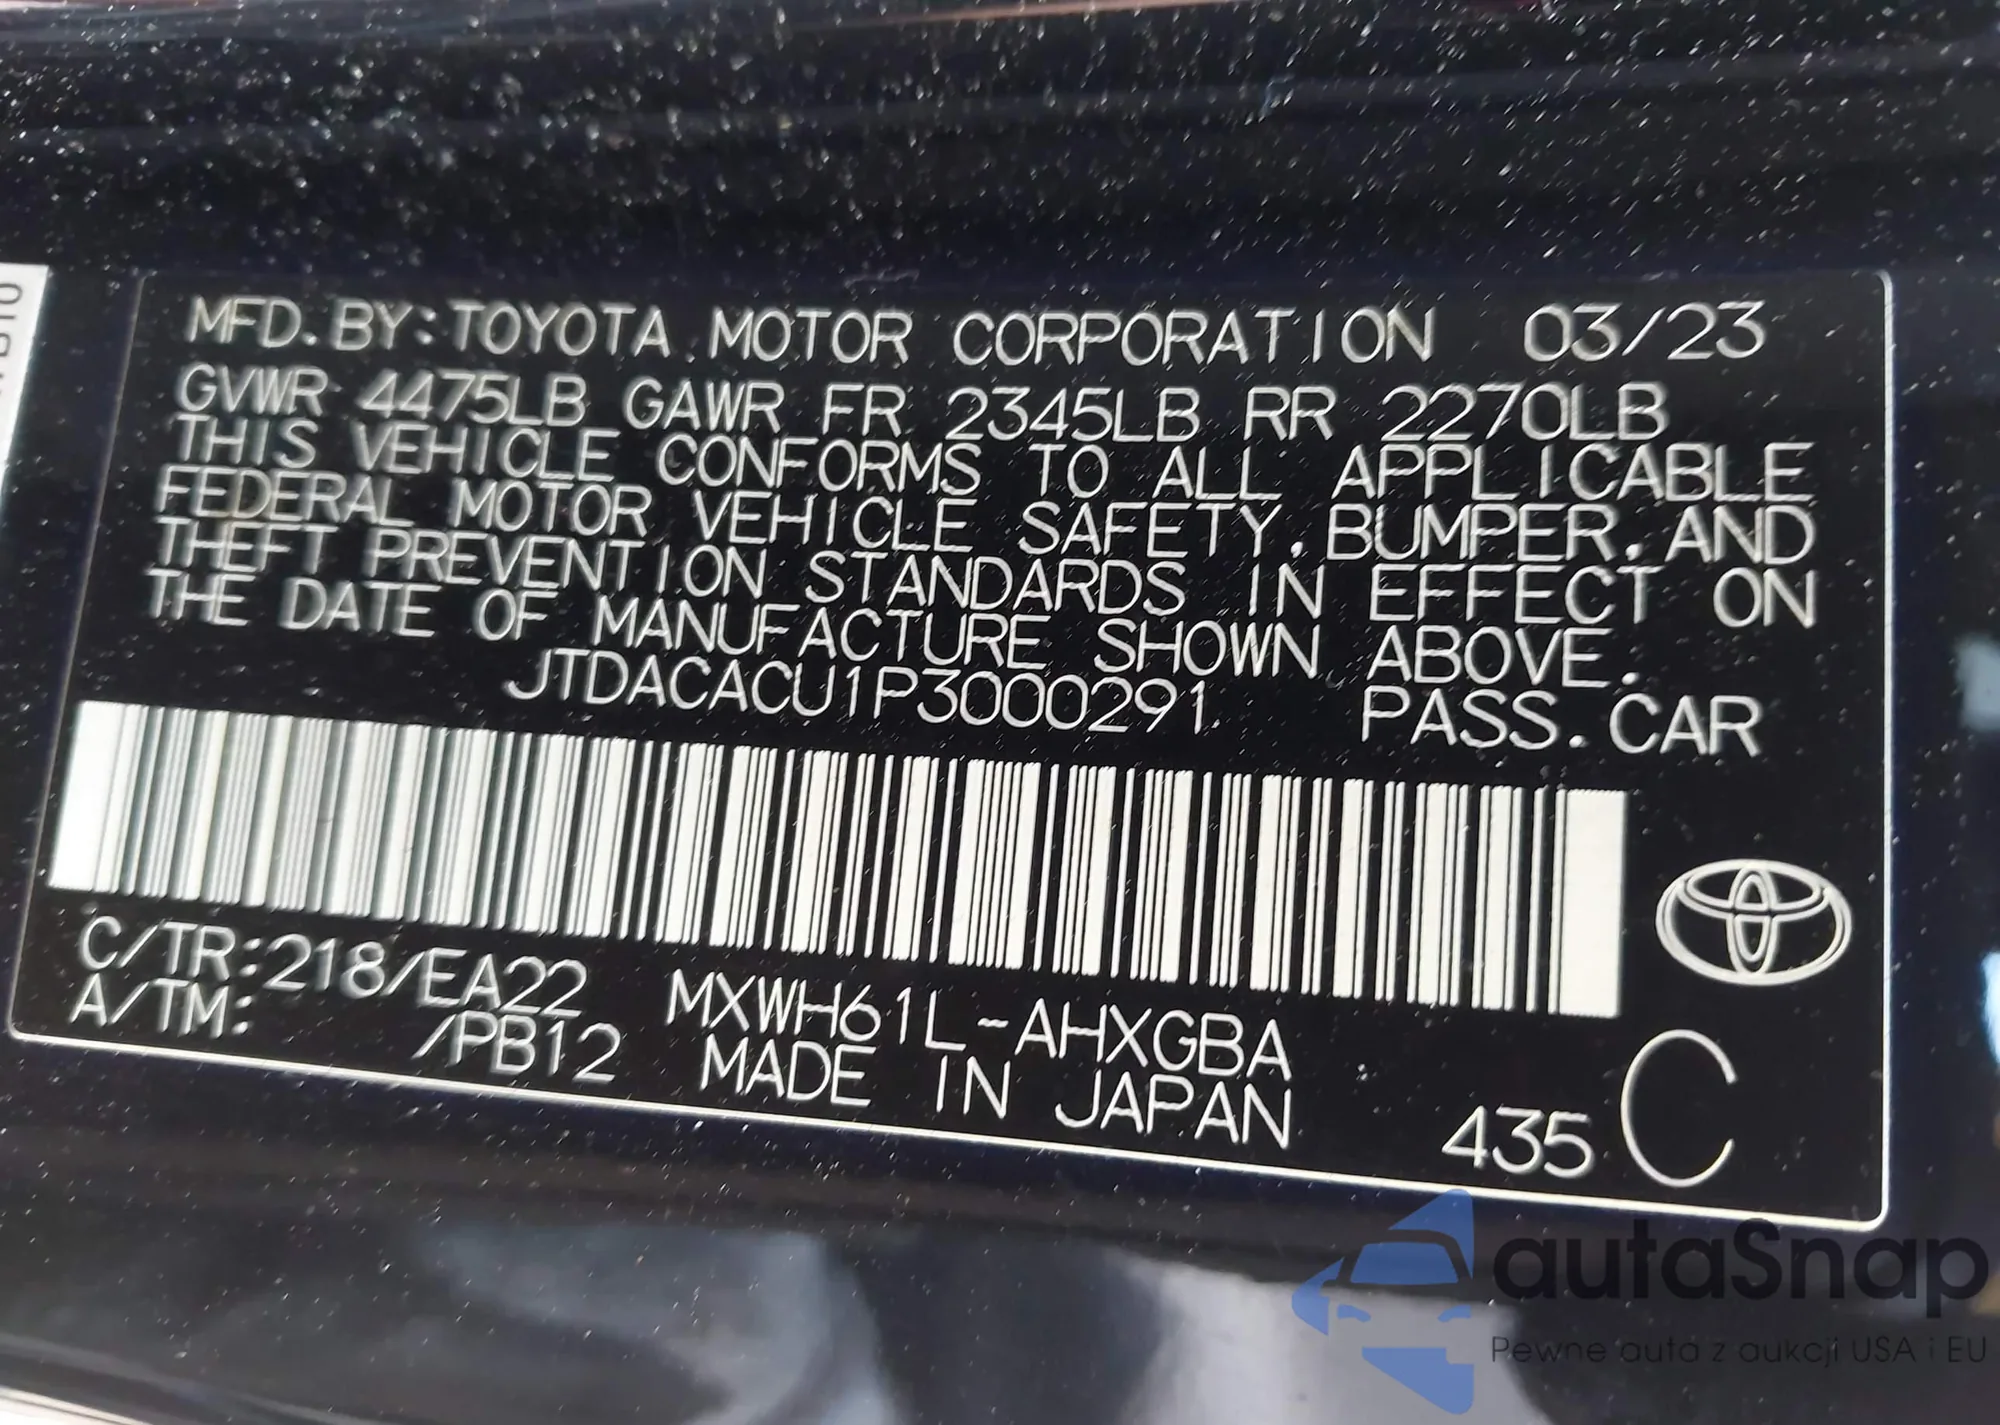 MFD.BY:TOYOTA MOTOR CORPORATION 03/23
GVWR 4475LB GAWR FR 2345LB RR 2270LB
THIS VEHICLE CONFORMS TO ALL APPLICABLE
FEDERAL MOTOR VEHICLE SAFETY,BUMPER,AND
THEFT PREVENTION STANDARDS IN EFFECT ON
THE DATE OF MANUFACTURE SHOWN ABOVE.
JTDACACU1P3000291 PASS.CAR
C/TR:218/EA22 MXWH61L-AHXGBA
A/TM: /PB12 MADE IN JAPAN 435 C
autaSnap
Pewne auta z aukcji USA i EU